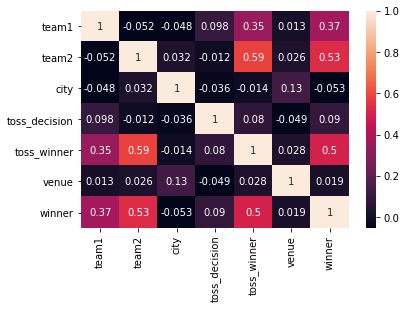 team1 1 -0.052 -0.048 0.098 0.35 0.013 0.37
team2 -0.052 1 0.032 -0.012 0.59 0.026 0.53
city -0.048 0.032 1 -0.036 -0.014 0.13 -0.053
toss_decision 0.098 -0.012 -0.036 1 0.08 -0.049 0.09
toss_winner 0.35 0.59 -0.014 0.08 1 0.028 0.5
venue 0.013 0.026 0.13 -0.049 0.028 1 0.019
winner 0.37 0.53 -0.053 0.09 0.5 0.019 1
team1 team2 city toss_decision toss_winner venue winner
1.0
0.8
0.6
0.4
0.2
0.0